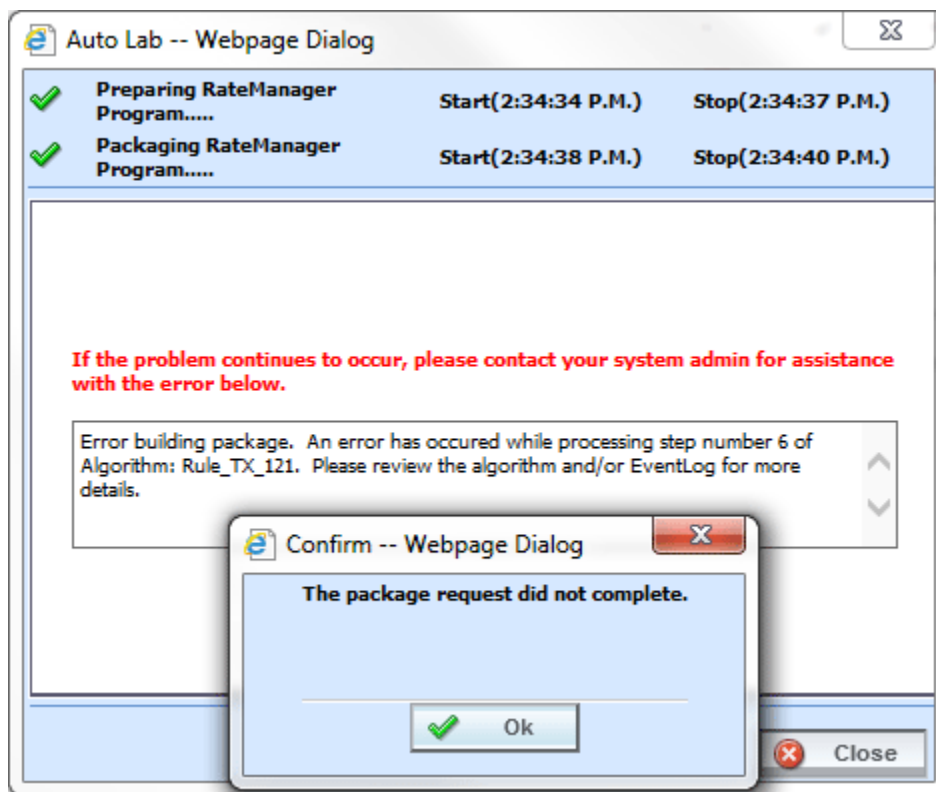 Auto Lab -- Webpage Dialog
Preparing RateManager
Program.....
Start(2:34:34 P.M.)
Stop(2:34:37 P.M.)
Packaging RateManager
Program.....
Start(2:34:38 P.M.)
Stop(2:34:40 P.M.)
If the problem continues to occur, please contact your system admin for assistance
with the error below.
Error building package.  An error has occured while processing step number 6 of
Algorithm: Rule_TX_121.  Please review the algorithm and/or EventLog for more
details.
Confirm -- Webpage Dialog
The package request did not complete.
Ok
Close